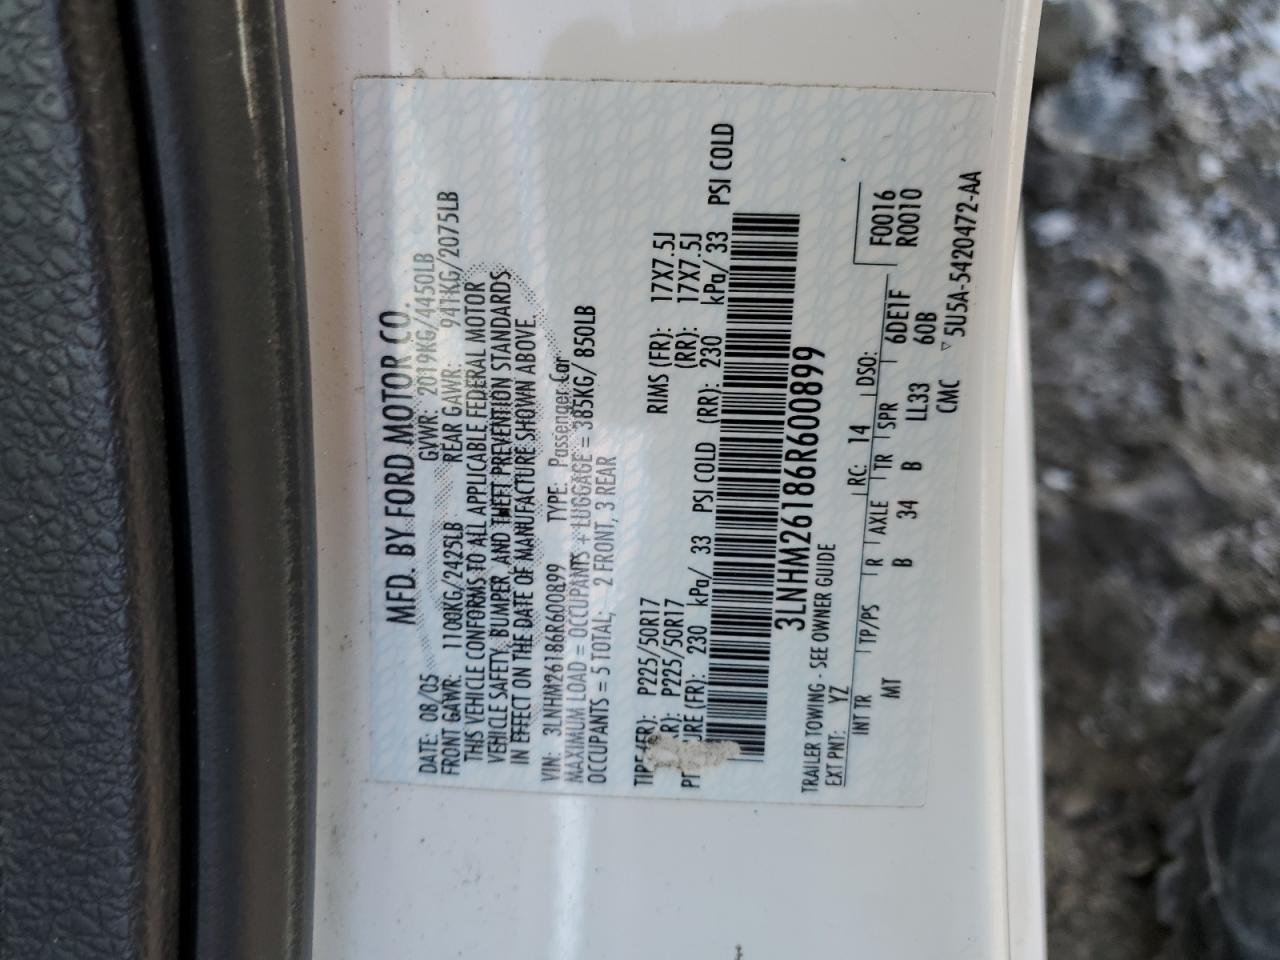 MFD. BY FORD MOTOR CO.
DATE: 08/05 GVWR: 2019KG/4450LB
FRONT GAWR: 1100KG/2425LB REAR GAWR: 941KG/2075LB
THIS VEHICLE CONFORMS TO ALL APPLICABLE FEDERAL MOTOR
VEHICLE SAFETY, BUMPER, AND THEFT PREVENTION STANDARDS
IN EFFECT ON THE DATE OF MANUFACTURE SHOWN ABOVE.
VIN: 3LNHM26186R600899 TYPE: Passenger Car
MAXIMUM LOAD = OCCUPANTS + LUGGAGE = 385KG/ 850LB
OCCUPANTS = 5 TOTAL; 2 FRONT, 3 REAR
TIRE (FR): P225/50R17 RIMS (FR): 17X7.5J
P225/50R17 (RR): 17X7.5J
(FR): 230 kPa/ 33 PSI COLD (RR): 230 kPa/ 33 PSI COLD
3LNHM26186R600899
TRAILER TOWING - SEE OWNER GUIDE
EXT PNT: YZ RC: 14 DSO:
INT TR TP/PS R AXLE TR SPR 6DE1F F0016
MT B 34 B LL33 60B R0010
CMC
▽ 5U5A-5420472-AA